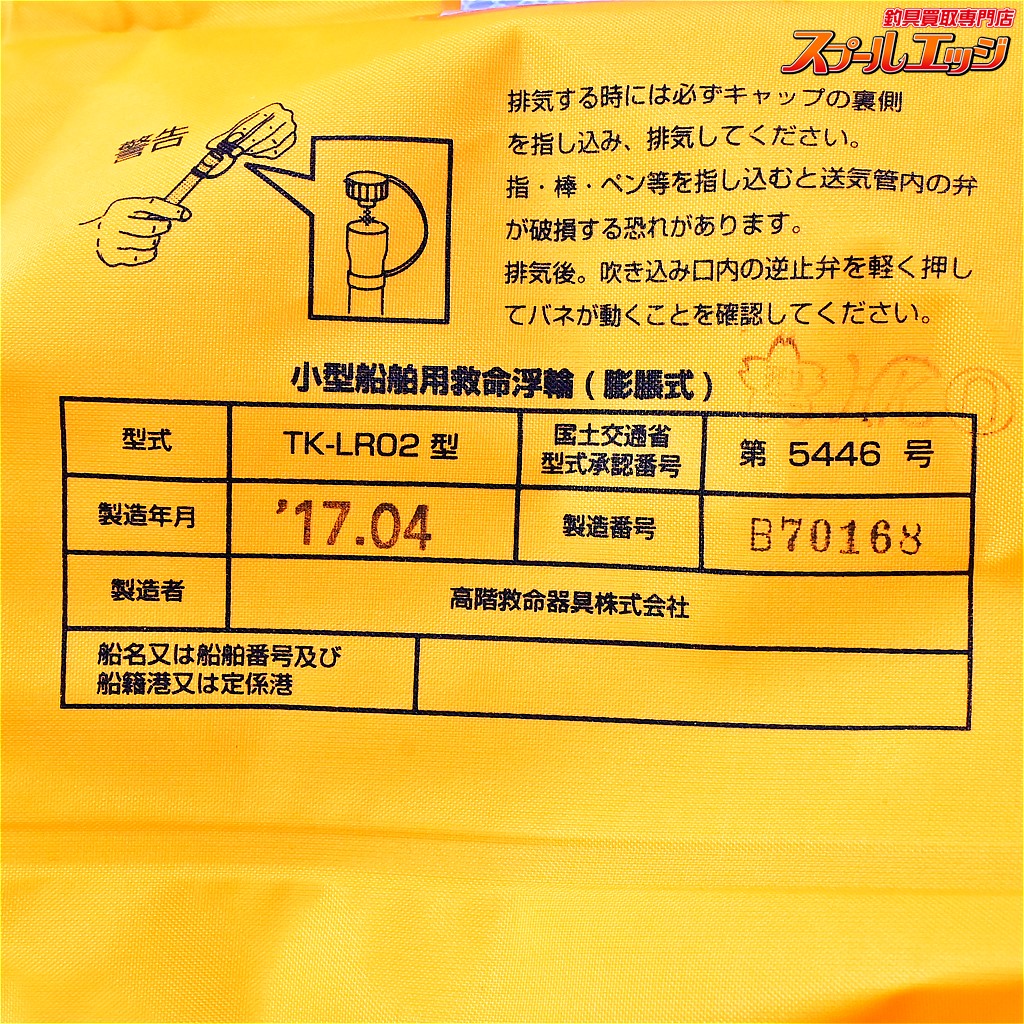 釣具買取専門店
スプールエッジ
警告
排気する時には必ずキャップの裏側
を指し込み、排気してください。
指・棒・ペン等を指し込むと送気管内の弁
が破損する恐れがあります。
排気後。吹き込み口内の逆止弁を軽く押し
てバネが動くことを確認してください。
小型船舶用救命浮輪(膨脹式)
型式
TK-LR02 型
国土交通省
型式承認番号
第 5446 号
製造年月
'17.04
製造番号
B70168
製造者
高階救命器具株式会社
船名又は船舶番号及び
船籍港又は定係港